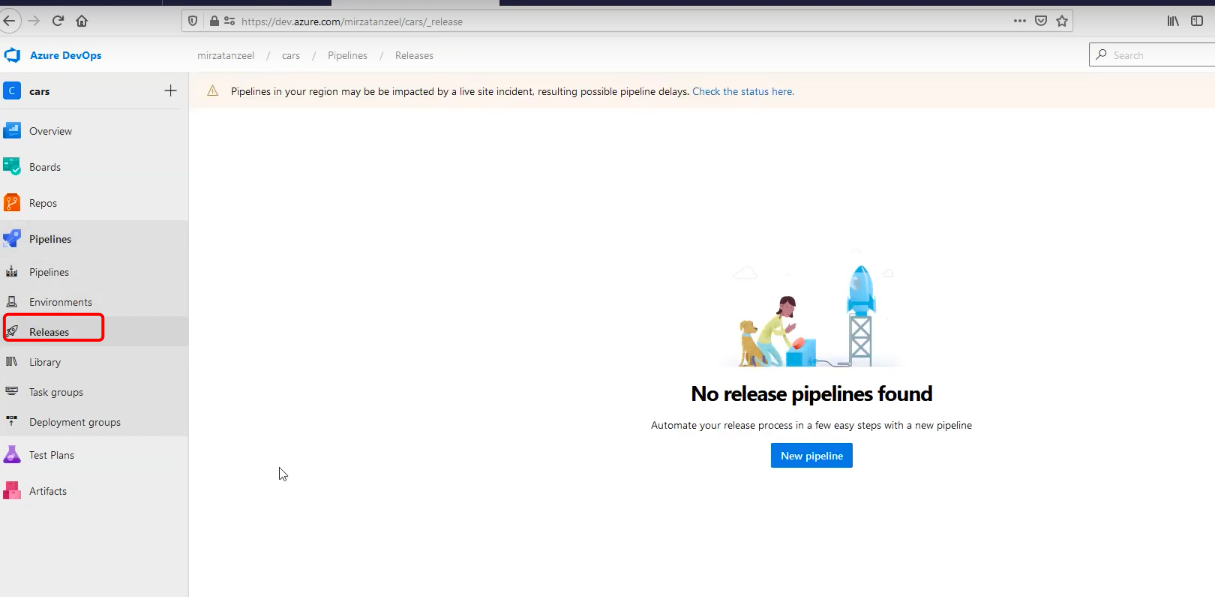 https://dev.azure.com/mirzatanzeel/cars/_release
Azure DevOps
mirzatanzeel / cars / Pipelines / Releases
Search
C cars
Pipelines in your region may be be impacted by a live site incident, resulting possible pipeline delays. Check the status here.
Overview
Boards
Repos
Pipelines
Pipelines
Environments
Releases
Library
Task groups
Deployment groups
Test Plans
Artifacts
No release pipelines found
Automate your release process in a few easy steps with a new pipeline
New pipeline